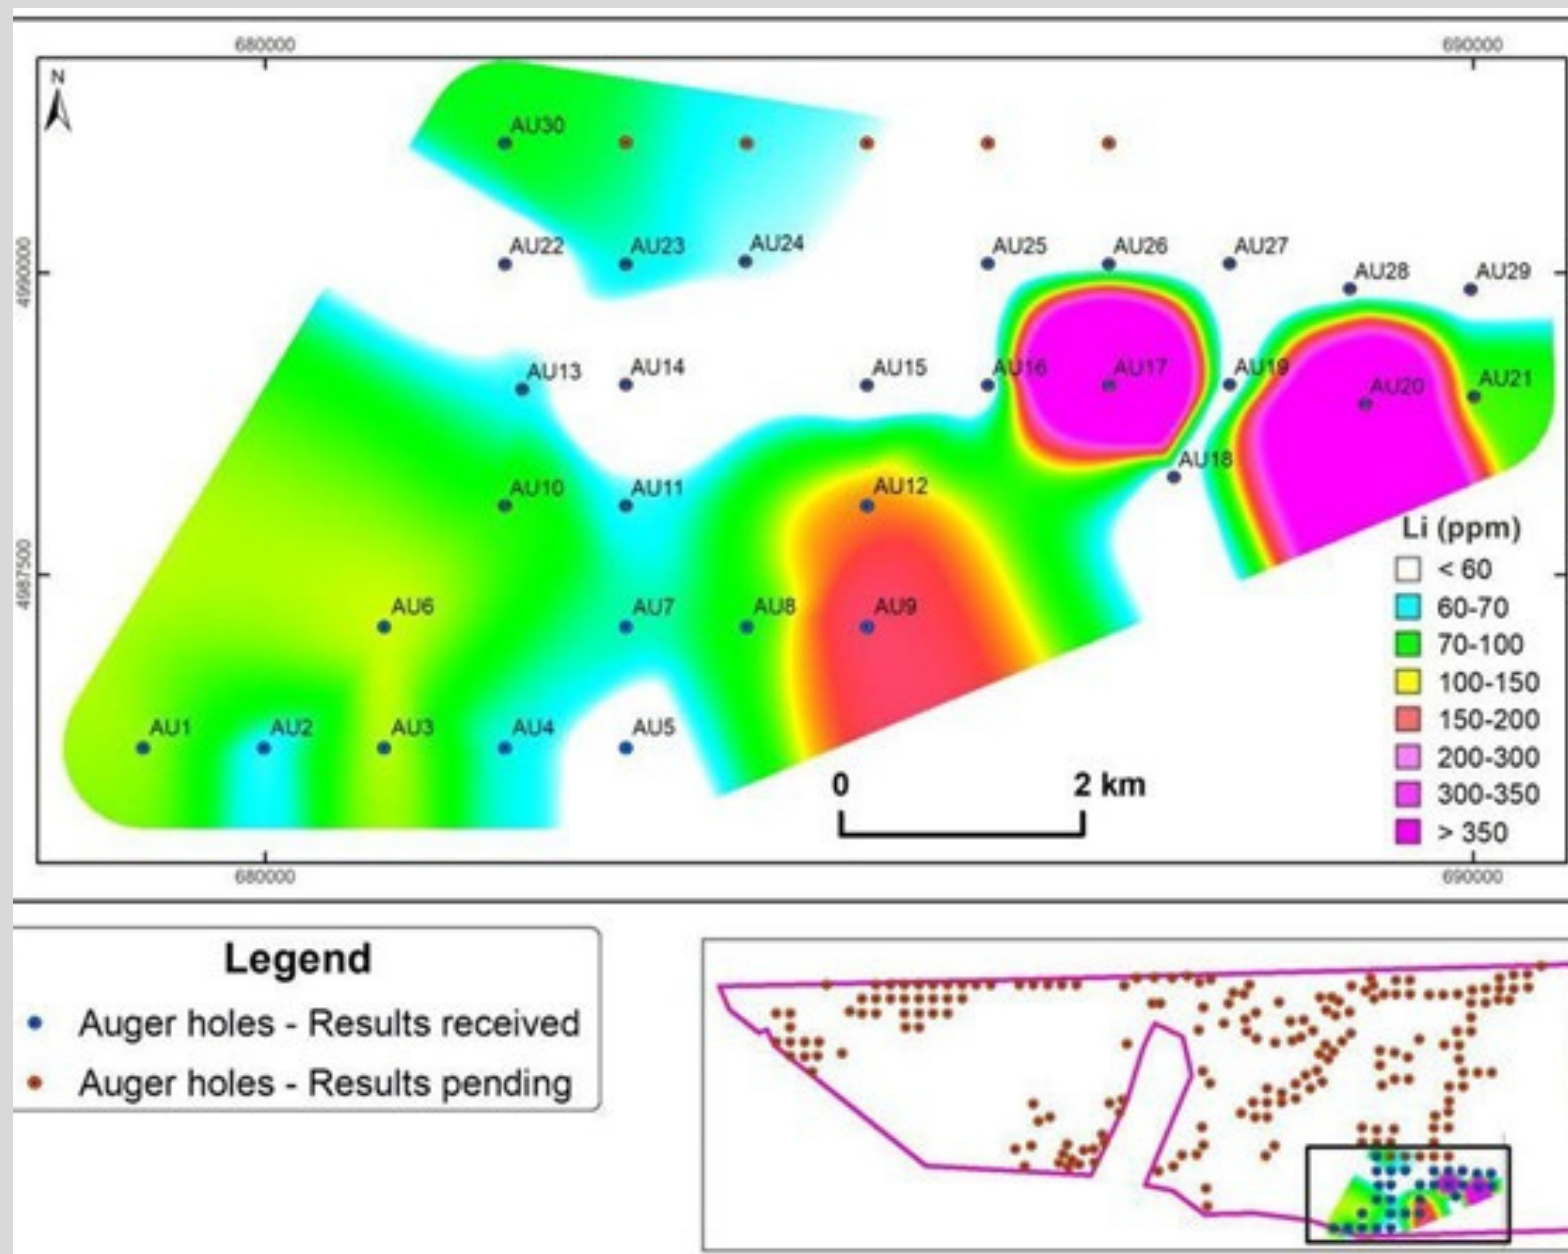 680000 690000
N
AU30
AU22 AU23 AU24 AU25 AU26 AU27
AU28 AU29
4990000
AU13 AU14 AU15 AU16 AU17 AU19 AU20 AU21
AU18
AU10 AU11 AU12
Li (ppm)
< 60
60-70
70-100
100-150
150-200
200-300
300-350
> 350
4987500
AU6 AU7 AU8 AU9
AU1 AU2 AU3 AU4 AU5
0 2 km
680000 690000
Legend
Auger holes - Results received
Auger holes - Results pending